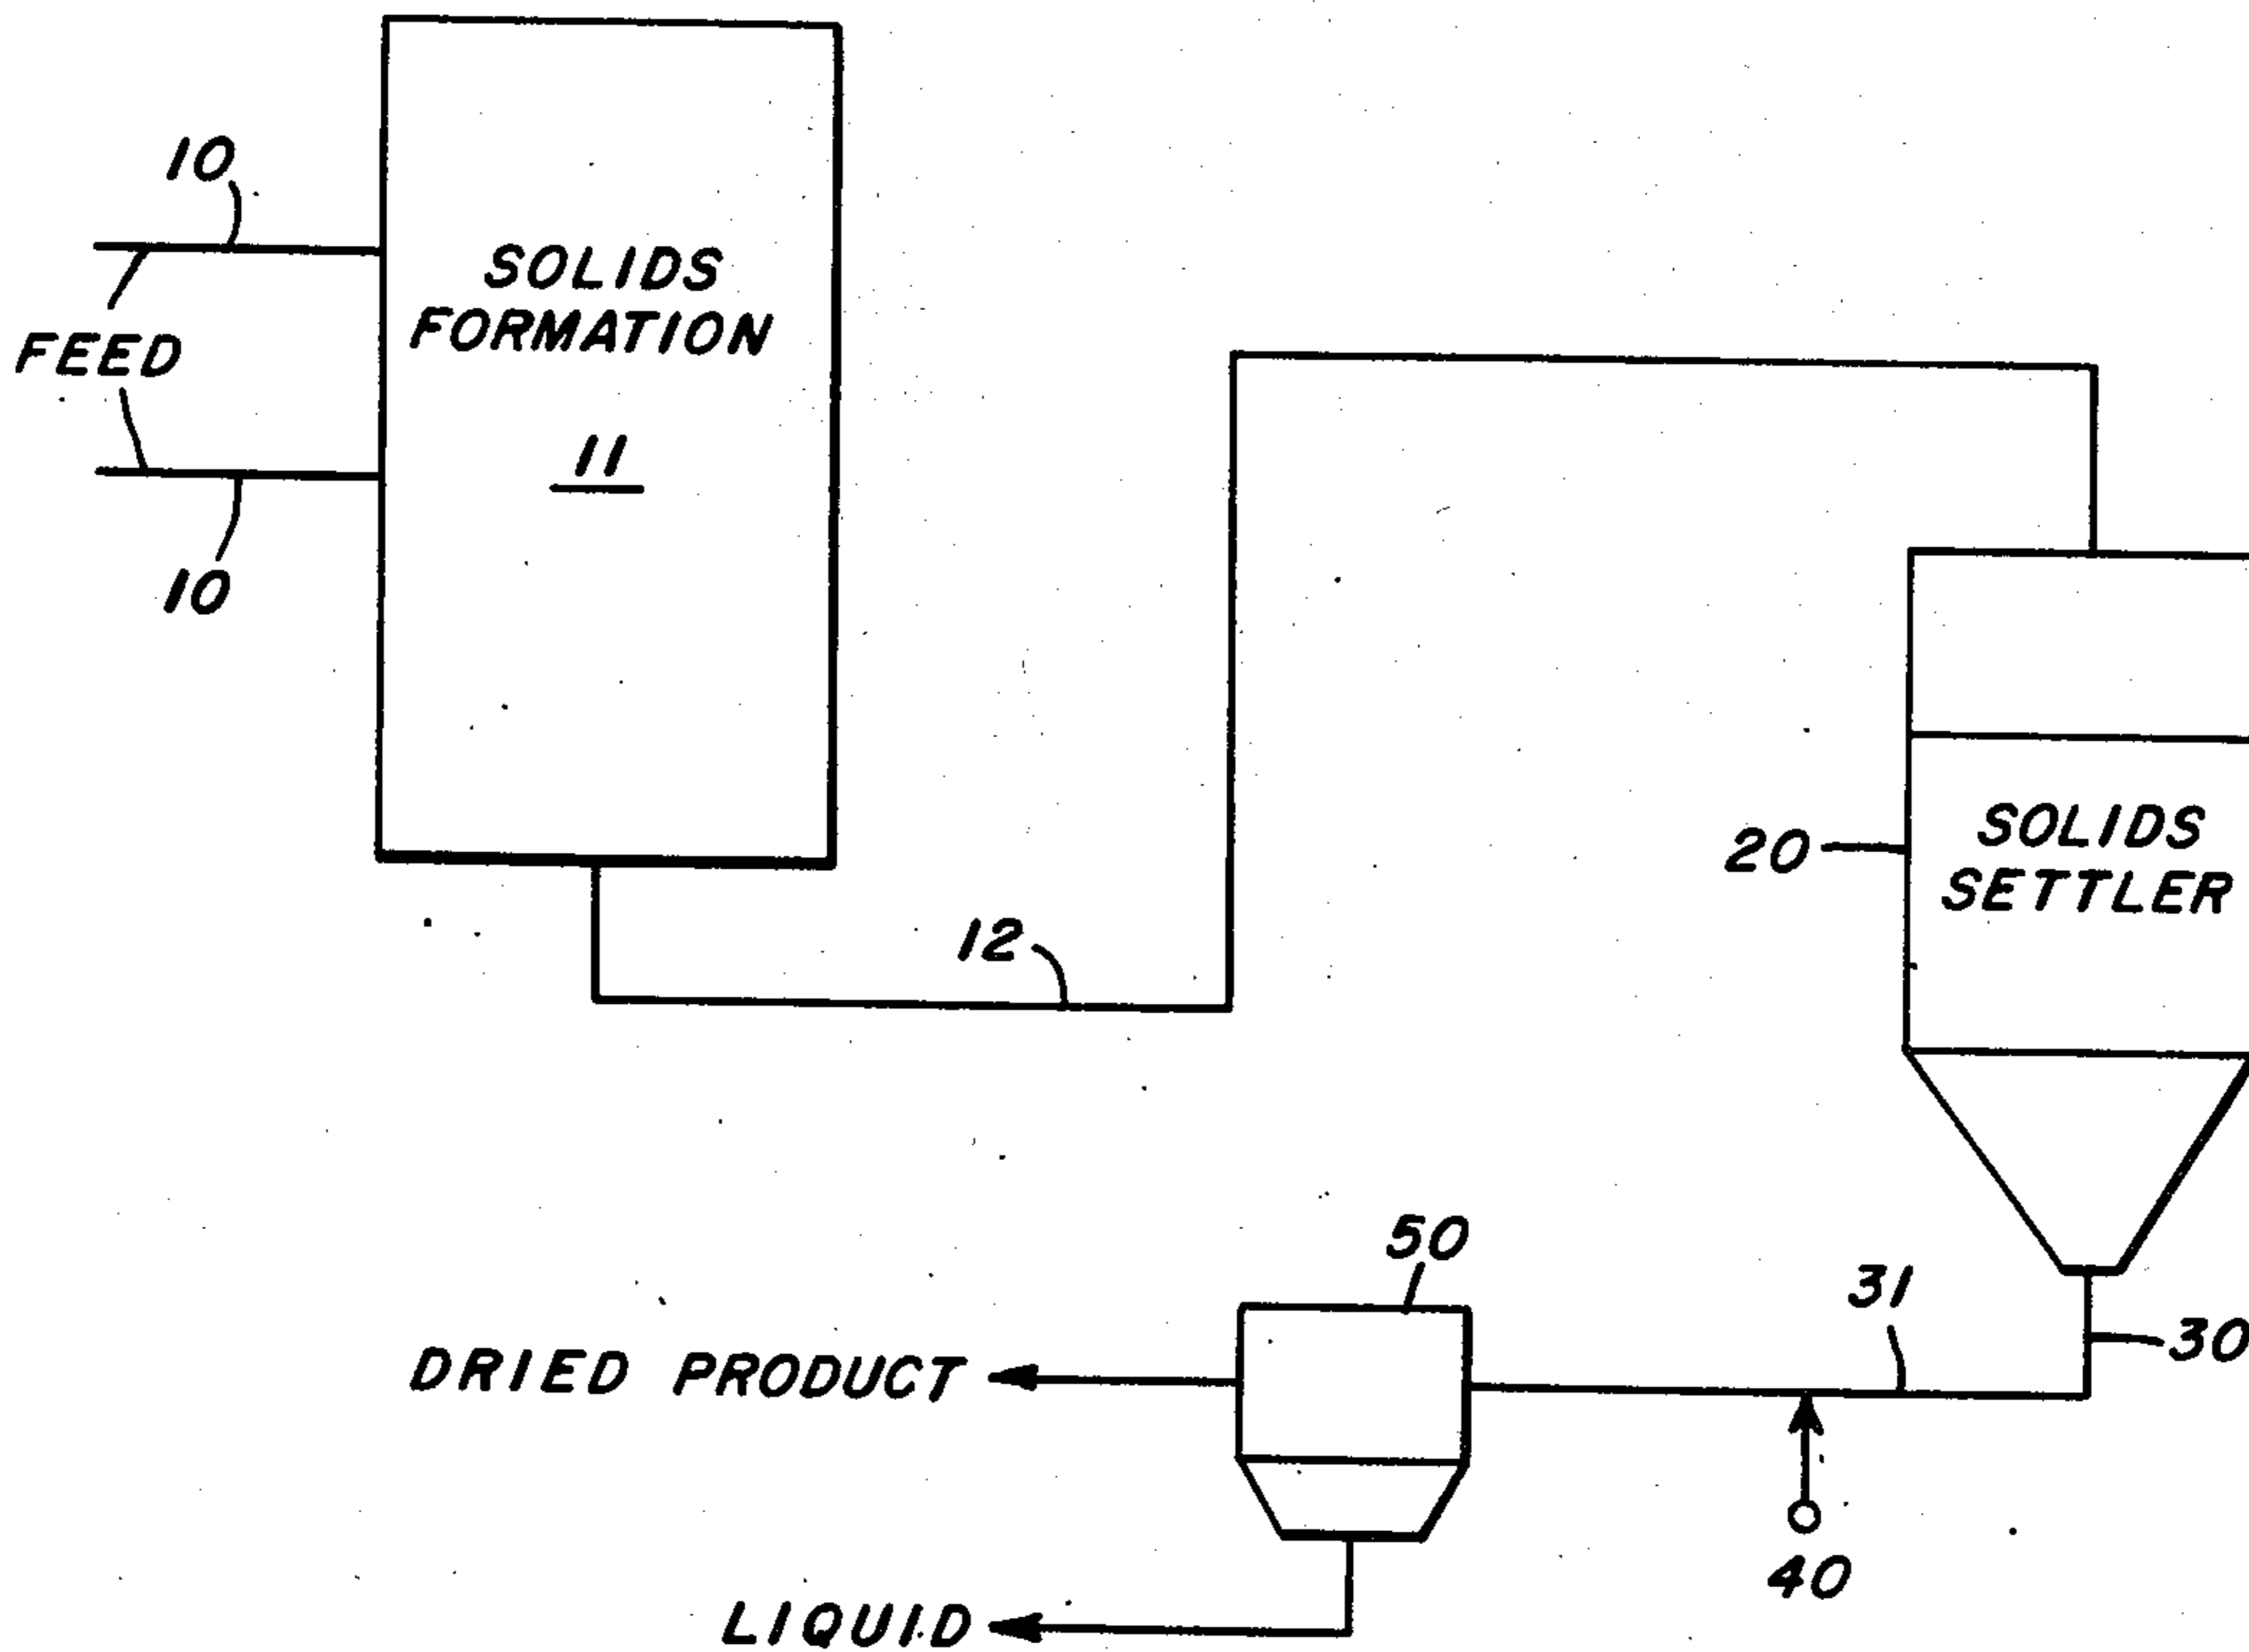 10
SOLIDS
FORMATION
FEED
11
10
12
20
SOLIDS
SETTLER
50
31
30
DRIED PRODUCT
40
LIQUID